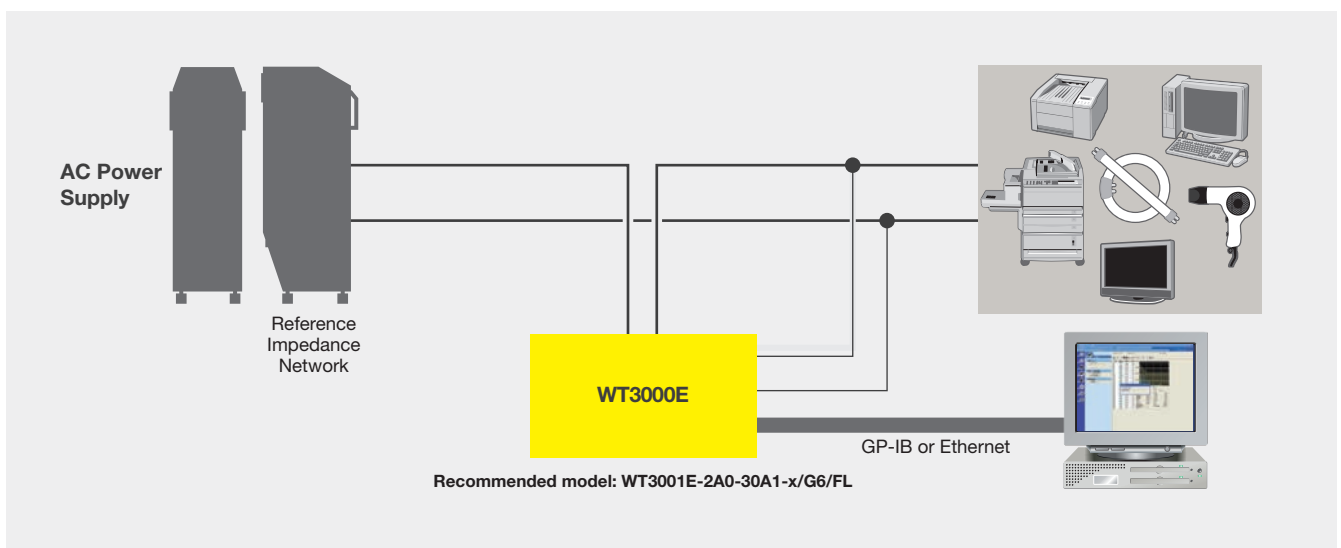 AC Power
Supply
Reference
Impedance
Network
WT3000E
GP-IB or Ethernet
Recommended model: WT3001E-2A0-30A1-x/G6/FL